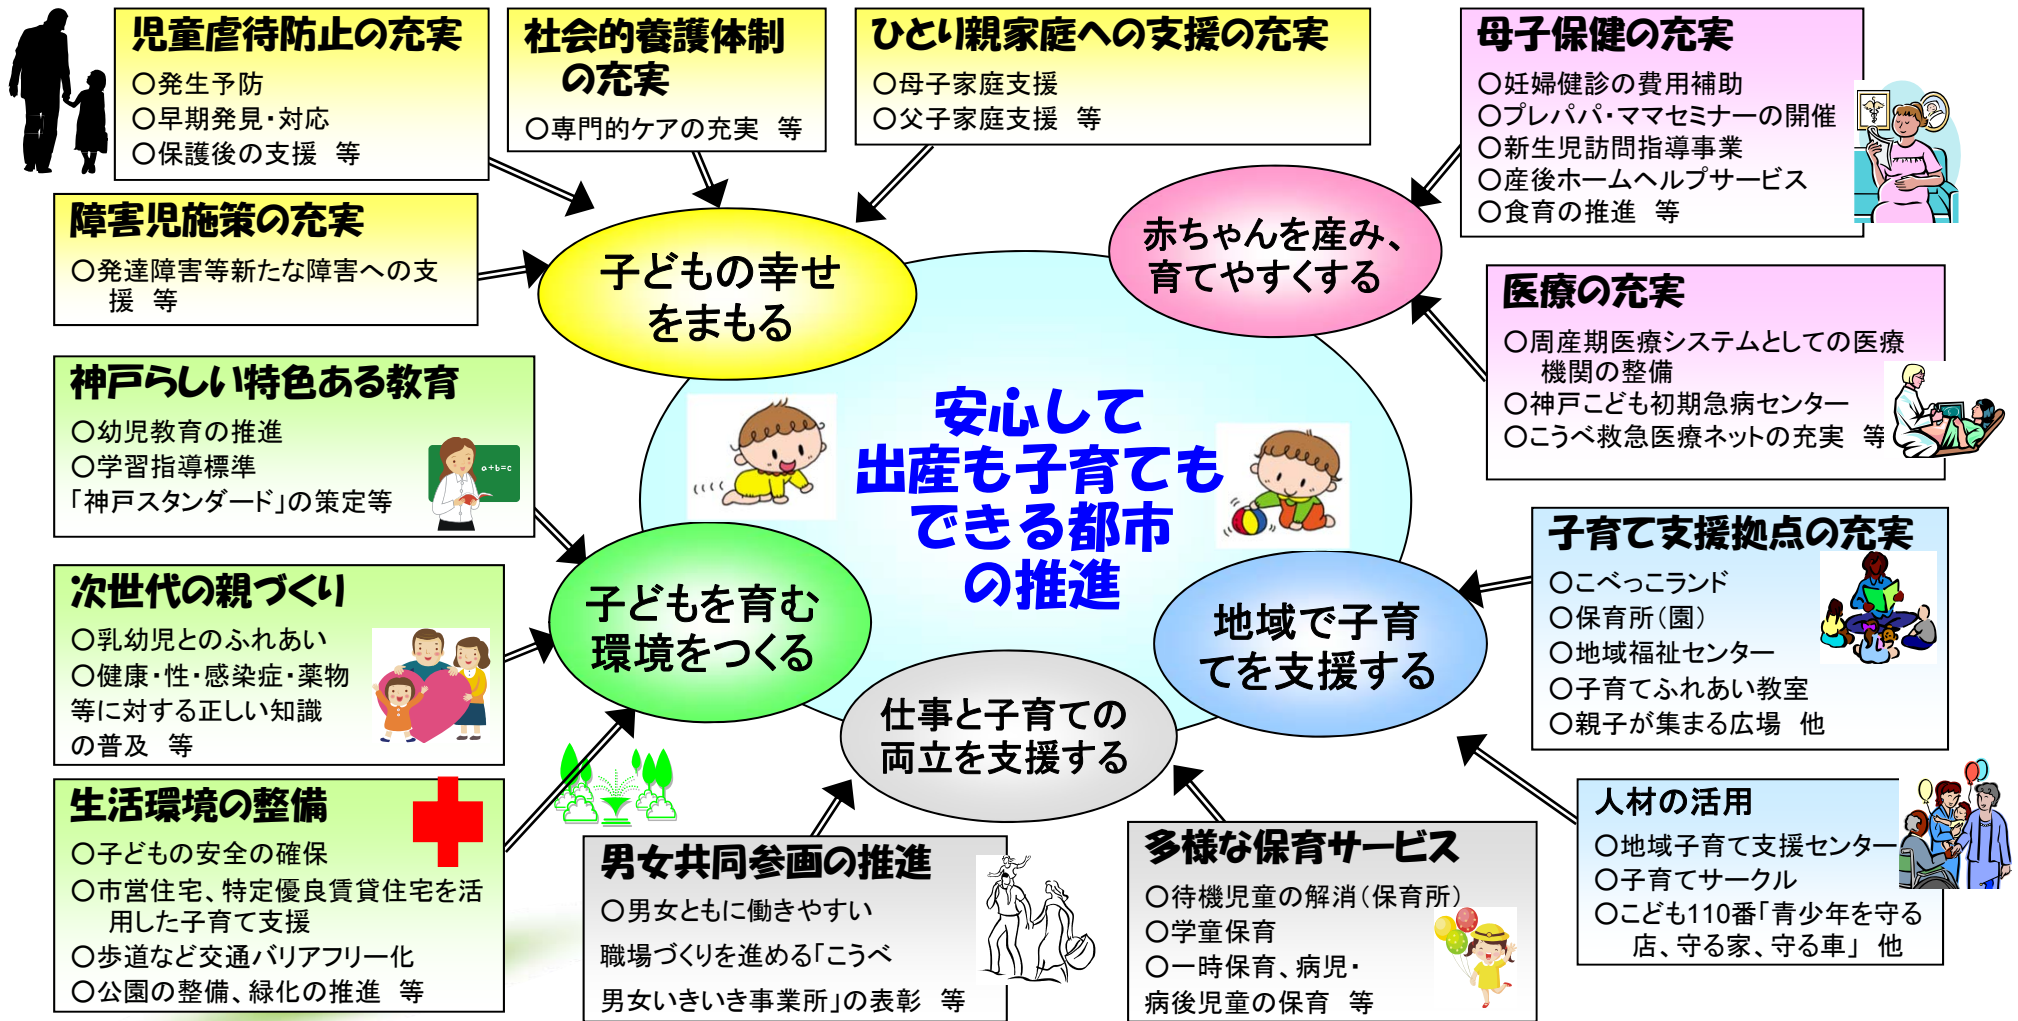 児童虐待防止の充実
○発生予防
○早期発見・対応
○保護後の支援　等
社会的養護体制
の充実
○専門的ケアの充実　等
ひとり親家庭への支援の充実
○母子家庭支援
○父子家庭支援　等
母子保健の充実
○妊婦健診の費用補助
○プレパパ・ママセミナーの開催
○新生児訪問指導事業
○産後ホームヘルプサービス
○食育の推進　等
障害児施策の充実
○発達障害等新たな障害への支
援　等
子どもの幸せ
をまもる
赤ちゃんを産み、
育てやすくする
医療の充実
○周産期医療システムとしての医療
機関の整備
○神戸こども初期急病センター
○こうべ救急医療ネットの充実　等
神戸らしい特色ある教育
○幼児教育の推進
○学習指導標準
「神戸スタンダード」の策定等
a+b=c
安心して
出産も子育ても
できる都市
の推進
子育て支援拠点の充実
○こべっこランド
○保育所（園）
○地域福祉センター
○子育てふれあい教室
○親子が集まる広場　他
次世代の親づくり
○乳幼児とのふれあい
○健康・性・感染症・薬物
等に対する正しい知識
の普及　等
子どもを育む
環境をつくる
地域で子育
てを支援する
仕事と子育ての
両立を支援する
生活環境の整備
○子どもの安全の確保
○市営住宅、特定優良賃貸住宅を活
用した子育て支援
○歩道など交通バリアフリー化
○公園の整備、緑化の推進　等
男女共同参画の推進
○男女ともに働きやすい
職場づくりを進める「こうべ
男女いきいき事業所」の表彰　等
多様な保育サービス
○待機児童の解消（保育所）
○学童保育
○一時保育、病児・
病後児童の保育　等
人材の活用
○地域子育て支援センター
○子育てサークル
○こども110番「青少年を守る
店、守る家、守る車」　他